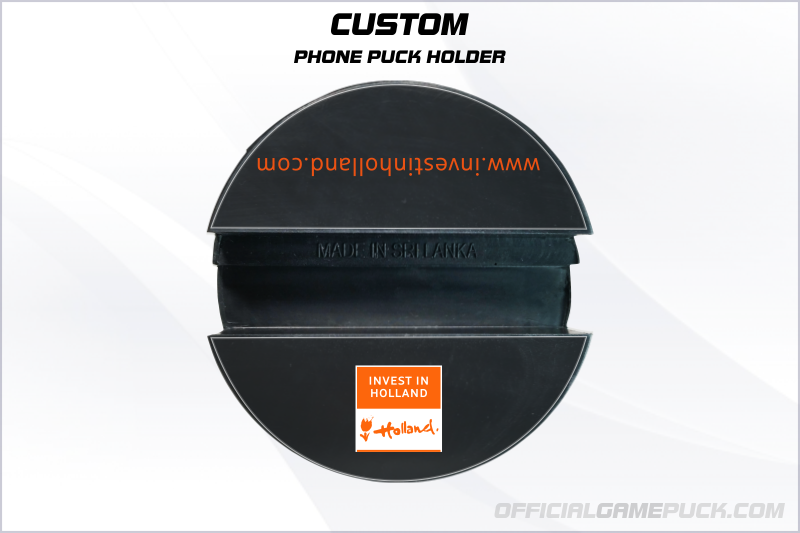 CUSTOM
PHONE PUCK HOLDER
www.investinholland.com
MADE IN SRI LANKA
INVEST IN
HOLLAND
Holland.
OFFICIALGAMEPUCK.COM